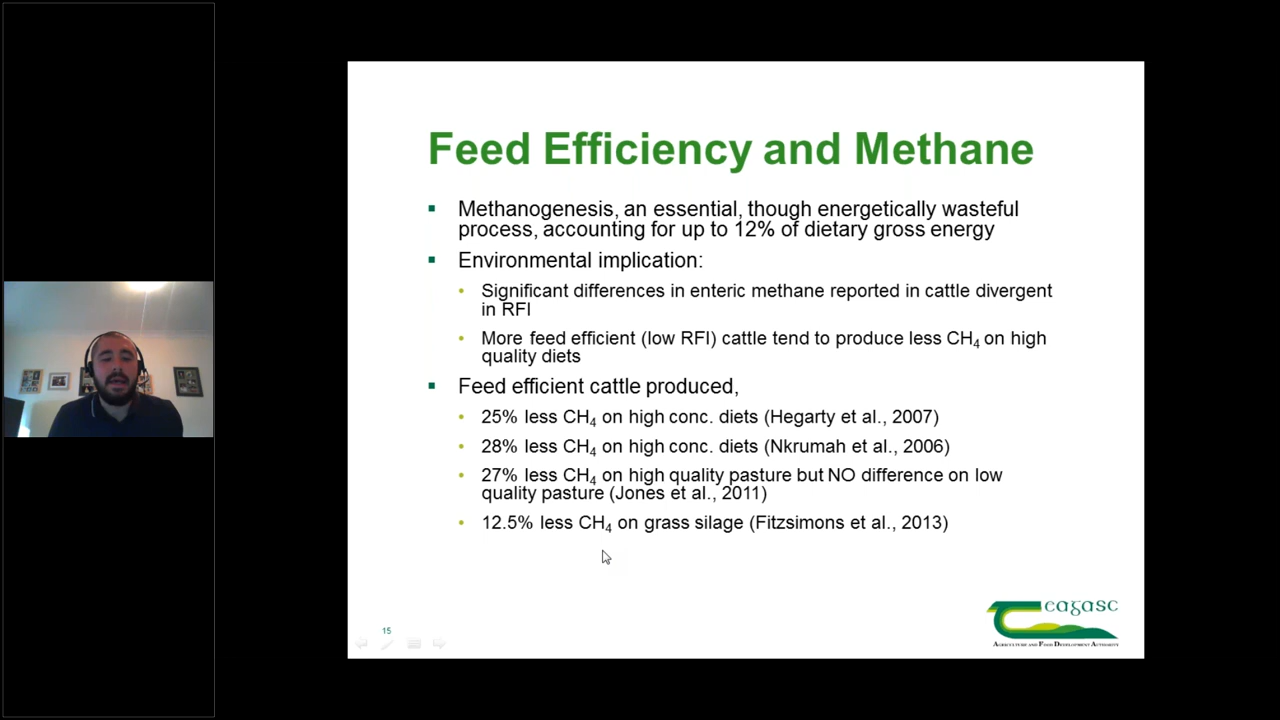 Feed Efficiency and Methane
▪ Methanogenesis, an essential, though energetically wasteful
process, accounting for up to 12% of dietary gross energy
▪ Environmental implication:
• Significant differences in enteric methane reported in cattle divergent
in RFI
• More feed efficient (low RFI) cattle tend to produce less CH₄ on high
quality diets
▪ Feed efficient cattle produced,
• 25% less CH₄ on high conc. diets (Hegarty et al., 2007)
• 28% less CH₄ on high conc. diets (Nkrumah et al., 2006)
• 27% less CH₄ on high quality pasture but NO difference on low
quality pasture (Jones et al., 2011)
• 12.5% less CH₄ on grass silage (Fitzsimons et al., 2013)
15
teagasc
AGRICULTURE AND FOOD DEVELOPMENT AUTHORITY